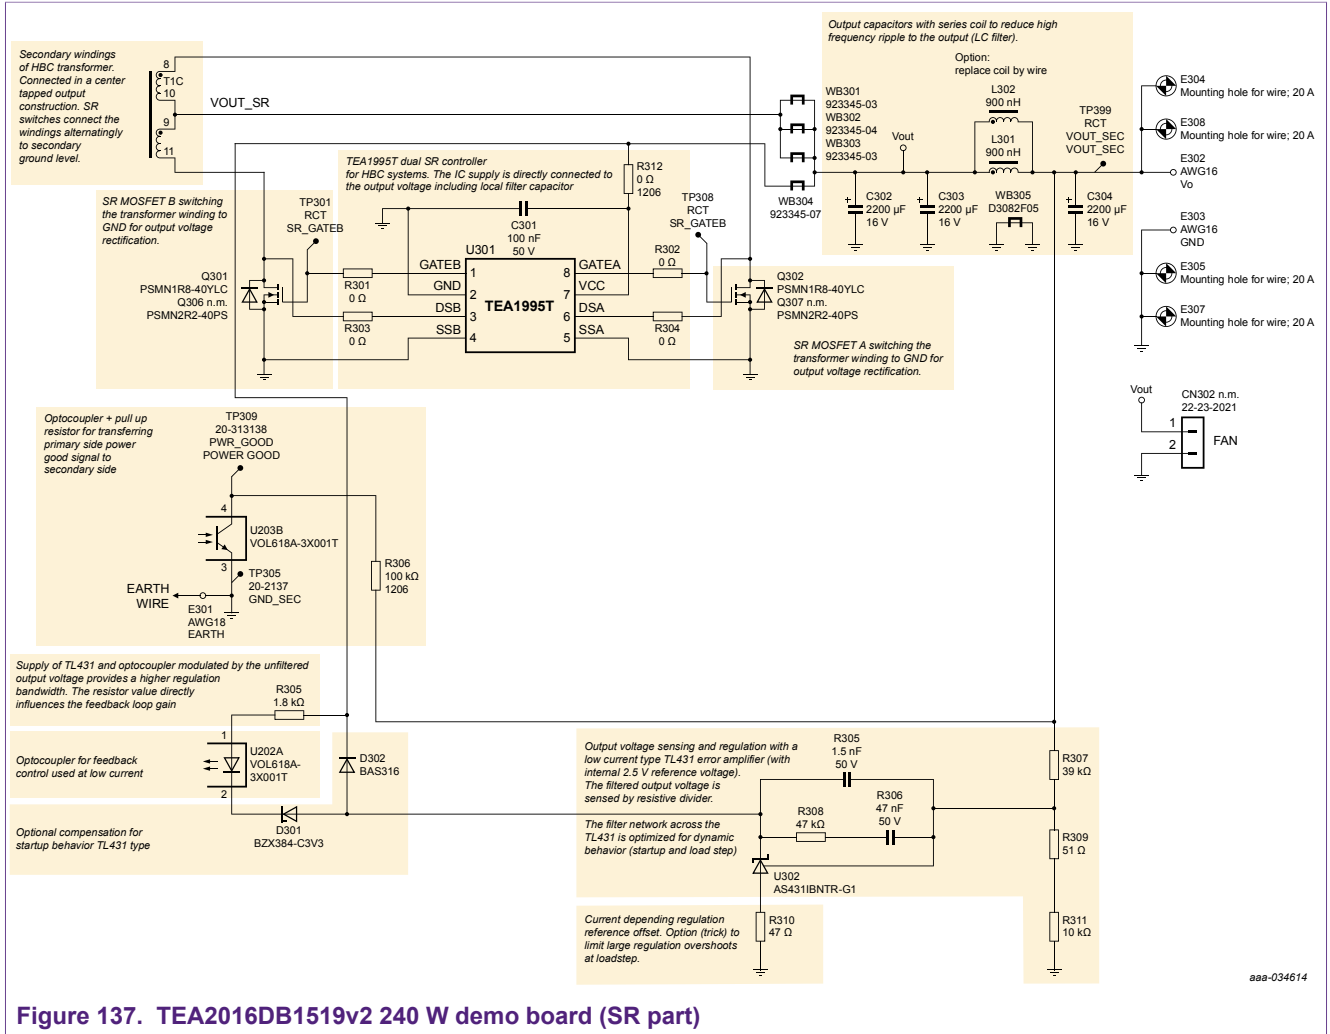 Secondary windings
of HBC transformer.
Connected in a center
tapped output
construction. SR
switches connect the
windings alternatingly
to secondary
ground level.
8
T1C
10
9
11
VOUT_SR
Output capacitors with series coil to reduce high
frequency ripple to the output (LC filter).
Option:
replace coil by wire
L302
900 nH
L301
900 nH
WB301
923345-03
WB302
923345-04
WB303
923345-03
WB304
923345-07
Vout
TP399
RCT
VOUT_SEC
VOUT_SEC
+
C302
2200 µF
16 V
+
C303
2200 µF
16 V
WB305
D3082F05
+
C304
2200 µF
16 V
E304
Mounting hole for wire; 20 A
E308
Mounting hole for wire; 20 A
E302
AWG16
Vo
E303
AWG16
GND
E305
Mounting hole for wire; 20 A
E307
Mounting hole for wire; 20 A
TEA1995T dual SR controller
for HBC systems. The IC supply is directly connected to
the output voltage including local filter capacitor
R312
0 Ω
1206
C301
100 nF
50 V
SR MOSFET B switching
the transformer winding to
GND for output voltage
rectification.
TP301
RCT
SR_GATEB
TP308
RCT
SR_GATEB
Q301
PSMN1R8-40YLC
Q306 n.m.
PSMN2R2-40PS
R301
0 Ω
R303
0 Ω
U301
GATEB
GND
DSB
SSB
1
2
3
4
TEA1995T
8
7
6
5
GATEA
VCC
DSA
SSA
R302
0 Ω
R304
0 Ω
Q302
PSMN1R8-40YLC
Q307 n.m.
PSMN2R2-40PS
SR MOSFET A switching the
transformer winding to GND for
output voltage rectification.
Vout
CN302 n.m.
22-23-2021
1
2
FAN
Optocoupler + pull up
resistor for transferring
primary side power
good signal to
secondary side
TP309
20-313138
PWR_GOOD
POWER GOOD
4
U203B
VOL618A-3X001T
3
TP305
20-2137
GND_SEC
EARTH
WIRE
E301
AWG18
EARTH
R306
100 kΩ
1206
Supply of TL431 and optocoupler modulated by the unfiltered
output voltage provides a higher regulation
bandwidth. The resistor value directly
influences the feedback loop gain
R305
1.8 kΩ
Optocoupler for feedback
control used at low current
1
U202A
VOL618A-
3X001T
2
D302
BAS316
Optional compensation for
startup behavior TL431 type
D301
BZX384-C3V3
Output voltage sensing and regulation with a
low current type TL431 error amplifier (with
internal 2.5 V reference voltage).
The filtered output voltage is
sensed by resistive divider.
The filter network across the
TL431 is optimized for dynamic
behavior (startup and load step)
R305
1.5 nF
50 V
R308
47 kΩ
R306
47 nF
50 V
U302
AS431IBNTR-G1
R307
39 kΩ
R309
51 Ω
R311
10 kΩ
Current depending regulation
reference offset. Option (trick) to
limit large regulation overshoots
at loadstep.
R310
47 Ω
aaa-034614
Figure 137. TEA2016DB1519v2 240 W demo board (SR part)